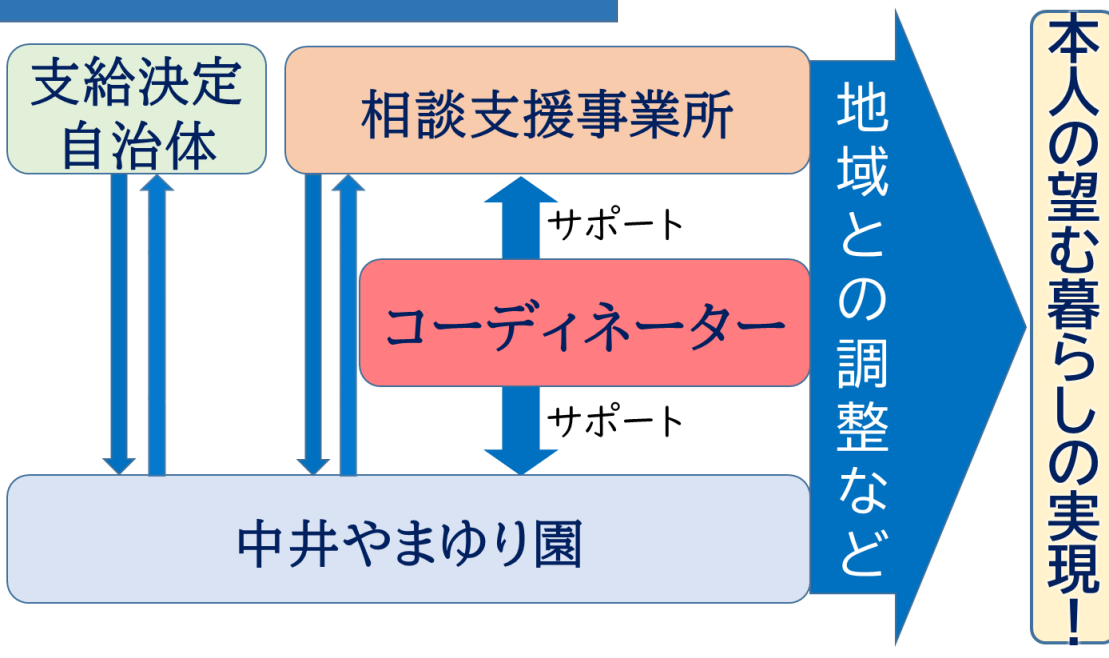 支給決定
自治体
相談支援事業所
サポート
コーディネーター
サポート
中井やまゆり園
地域との調整など
本人の望む暮らしの実現！